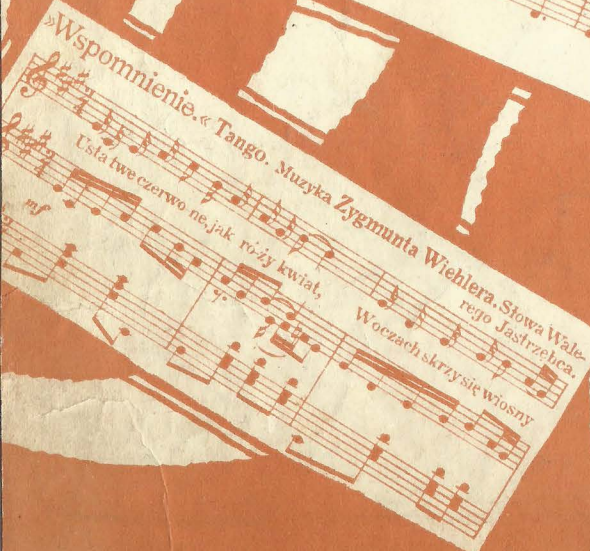 »Wspomnienie.« Tango. Muzyka Zygmunta Wiehlera. Słowa Wale-
rego Jastrzębca.
Usta twe czerwo ne, jak ró-ży kwiat,
W oczach skrzy się wiosny
mf